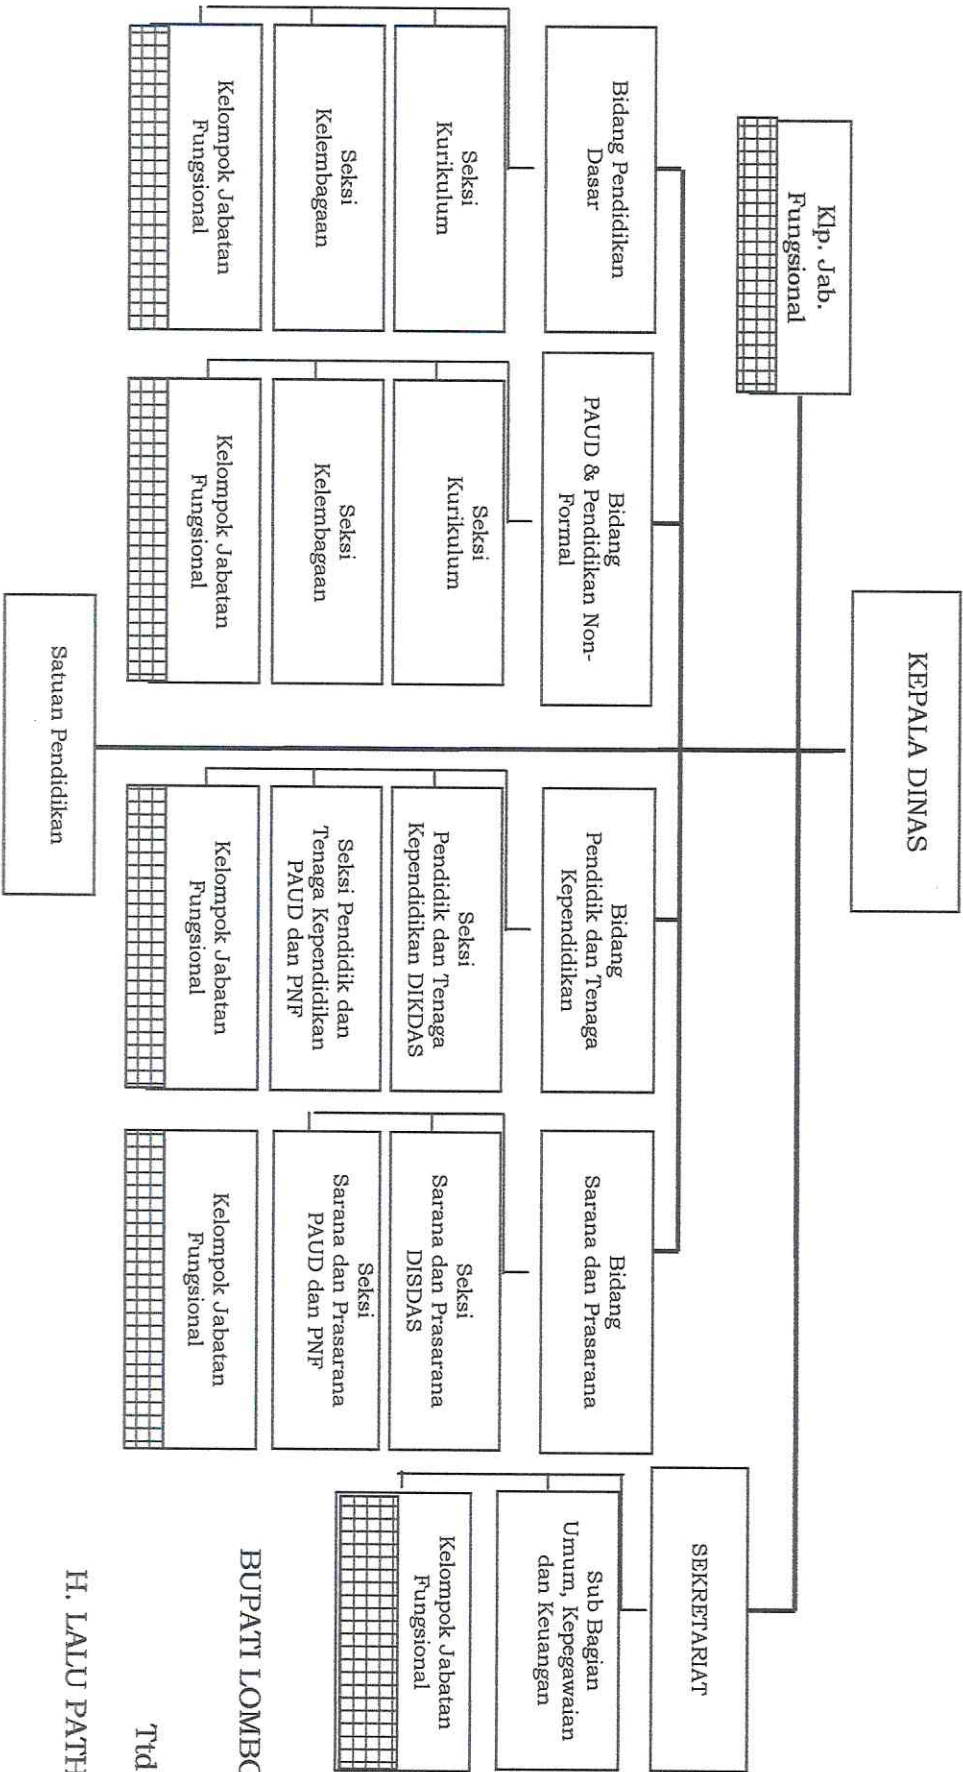 KEPALA DINAS
Klp. Jab.
Fungsional
SEKRETARIAT
Sub Bagian
Umum, Kepegawaian
dan Keuangan
Kelompok Jabatan
Fungsional
Bidang Pendidikan
Dasar
Seksi
Kurikulum
Seksi
Kelembagaan
Kelompok Jabatan
Fungsional
Bidang
PAUD & Pendidikan Non-
Formal
Seksi
Kurikulum
Seksi
Kelembagaan
Kelompok Jabatan
Fungsional
Bidang
Pendidik dan Tenaga
Kependidikan
Seksi
Pendidik dan Tenaga
Kependidikan DIKDAS
Seksi Pendidik dan
Tenaga Kependidikan
PAUD dan PNF
Kelompok Jabatan
Fungsional
Bidang
Sarana dan Prasarana
Seksi
Sarana dan Prasarana
DISDAS
Seksi
Sarana dan Prasarana
PAUD dan PNF
Kelompok Jabatan
Fungsional
Satuan Pendidikan
BUPATI LOMBO
Ttd
H. LALU PATH